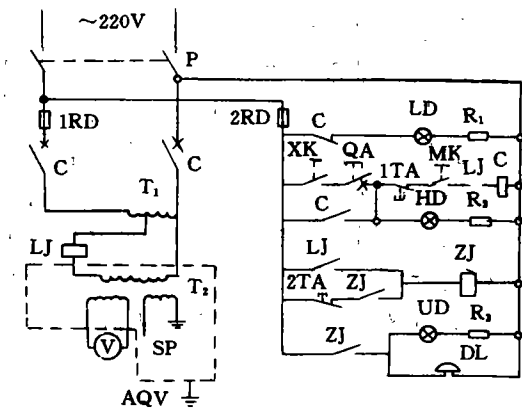 ~220V
P
1RD
2RD
C
LD
R₁
C
C
XK
QA
1TA
MK
LJ
C
T₁
C
HD
R₂
LJ
LJ
ZJ
T₂
2TA
ZJ
UD
R₃
V
SP
ZJ
DL
AQV